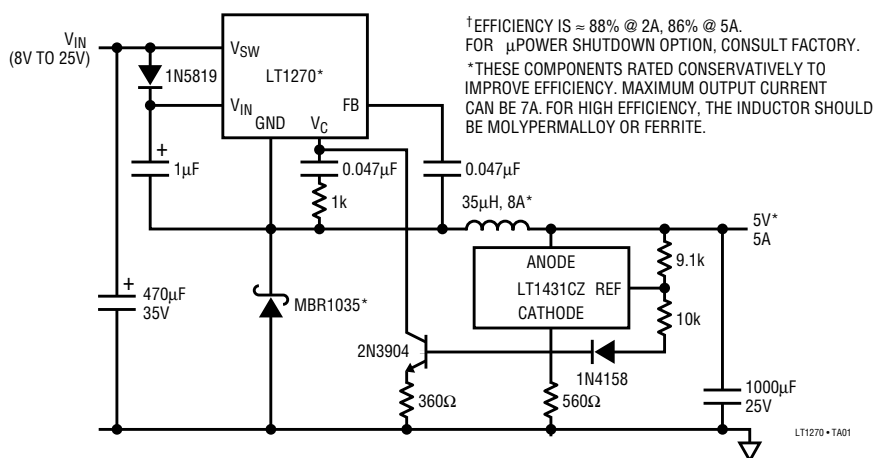 †EFFICIENCY IS ≈ 88% @ 2A, 86% @ 5A.
FOR µPOWER SHUTDOWN OPTION, CONSULT FACTORY.
*THESE COMPONENTS RATED CONSERVATIVELY TO
IMPROVE EFFICIENCY. MAXIMUM OUTPUT CURRENT
CAN BE 7A. FOR HIGH EFFICIENCY, THE INDUCTOR SHOULD
BE MOLYPERMALLOY OR FERRITE.
VIN
(8V TO 25V)
1N5819
VSW
LT1270*
VIN
GND
VC
FB
+
1µF
0.047µF
1k
0.047µF
35µH, 8A*
5V*
5A
ANODE
LT1431CZ REF
CATHODE
9.1k
10k
+
470µF
35V
MBR1035*
2N3904
1N4158
360Ω
560Ω
1000µF
25V
LT1270 • TA01